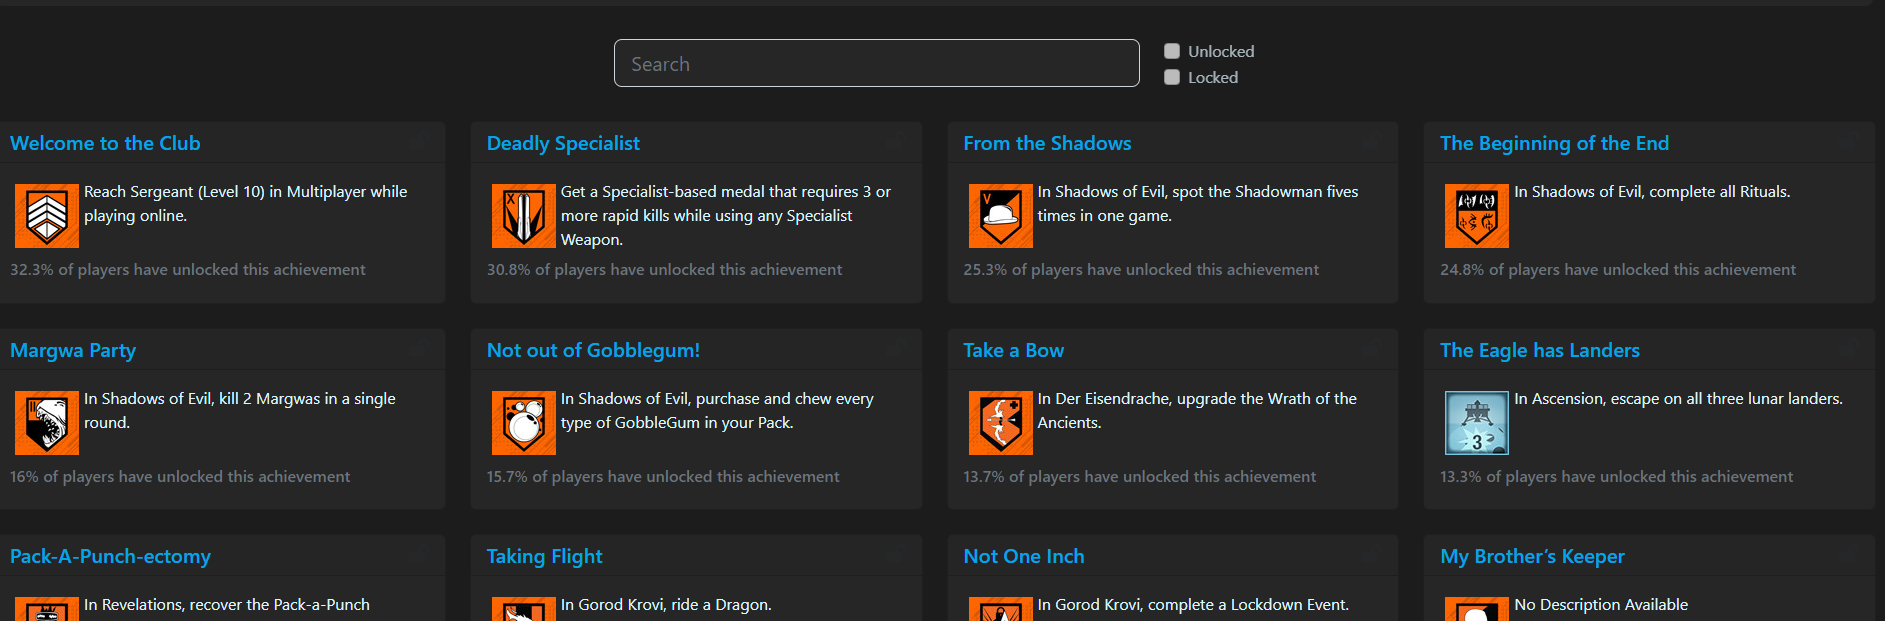 Search
Unlocked
Locked
Welcome to the Club
Reach Sergeant (Level 10) in Multiplayer while
playing online.
32.3% of players have unlocked this achievement
Deadly Specialist
X
Get a Specialist-based medal that requires 3 or
more rapid kills while using any Specialist
Weapon.
30.8% of players have unlocked this achievement
From the Shadows
V
In Shadows of Evil, spot the Shadowman fives
times in one game.
25.3% of players have unlocked this achievement
The Beginning of the End
In Shadows of Evil, complete all Rituals.
24.8% of players have unlocked this achievement
Margwa Party
II
In Shadows of Evil, kill 2 Margwas in a single
round.
16% of players have unlocked this achievement
Not out of Gobblegum!
In Shadows of Evil, purchase and chew every
type of GobbleGum in your Pack.
15.7% of players have unlocked this achievement
Take a Bow
In Der Eisendrache, upgrade the Wrath of the
Ancients.
13.7% of players have unlocked this achievement
The Eagle has Landers
3
In Ascension, escape on all three lunar landers.
13.3% of players have unlocked this achievement
Pack-A-Punch-ectomy
In Revelations, recover the Pack-a-Punch
Taking Flight
In Gorod Krovi, ride a Dragon.
Not One Inch
In Gorod Krovi, complete a Lockdown Event.
My Brother’s Keeper
No Description Available